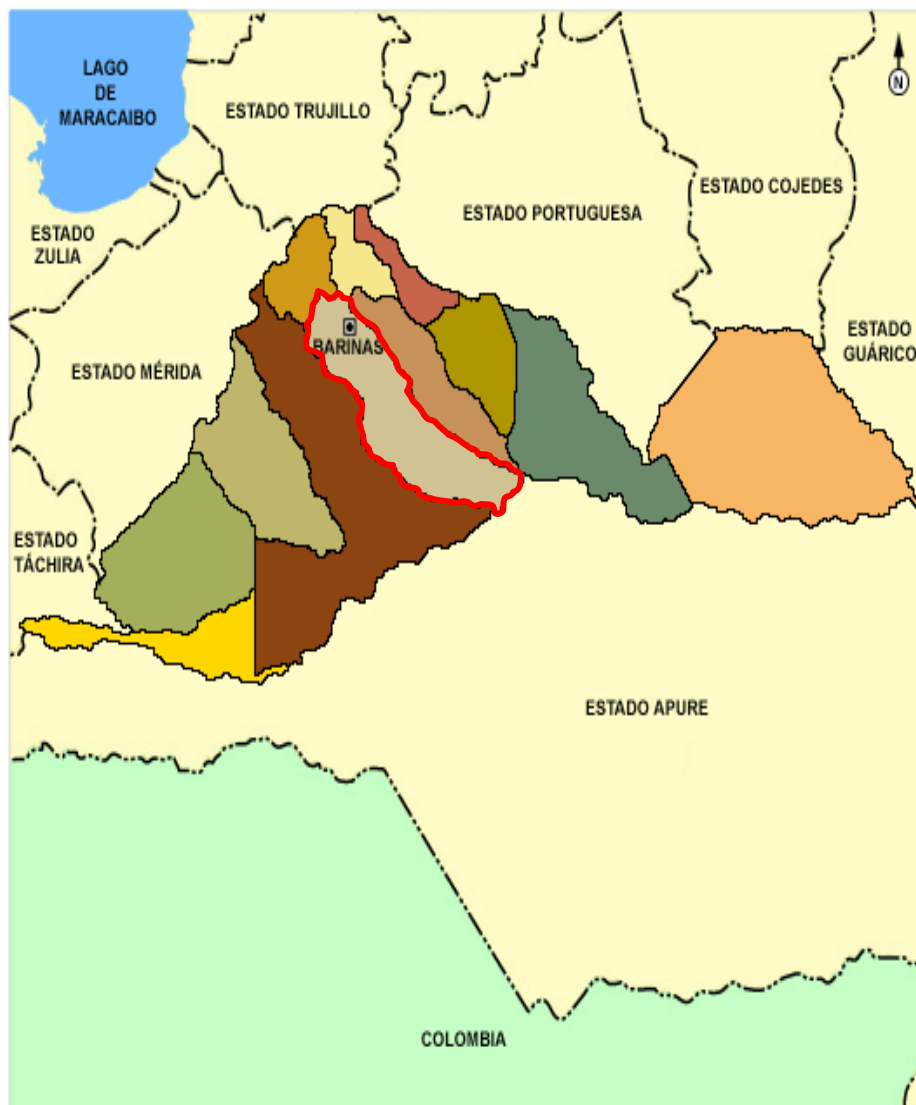 LAGO
DE
MARACAIBO
ESTADO TRUJILLO
N
ESTADO COJEDES
ESTADO PORTUGUESA
ESTADO
ZULIA
ESTADO
GUÁRICO
BARINAS
ESTADO MÉRIDA
ESTADO
TÁCHIRA
ESTADO APURE
COLOMBIA